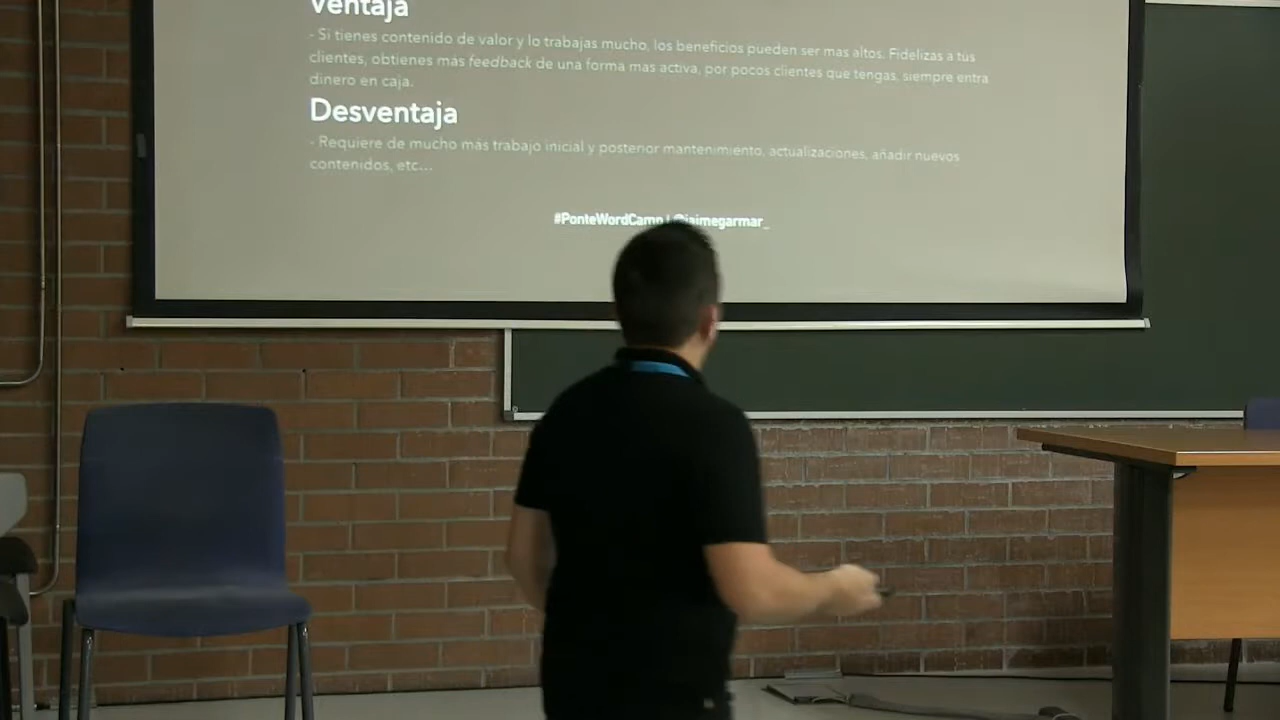 Ventaja
- Si tienes contenido de valor y lo trabajas mucho, los beneficios pueden ser mas altos. Fidelizas a tus
clientes, obtienes más feedback de una forma mas activa, por pocos clientes que tengas, siempre entra
dinero en caja.
Desventaja
- Requiere de mucho más trabajo inicial y posterior mantenimiento, actualizaciones, añadir nuevos
contenidos, etc...
#PonteWordCamp | @jaimegarmar_